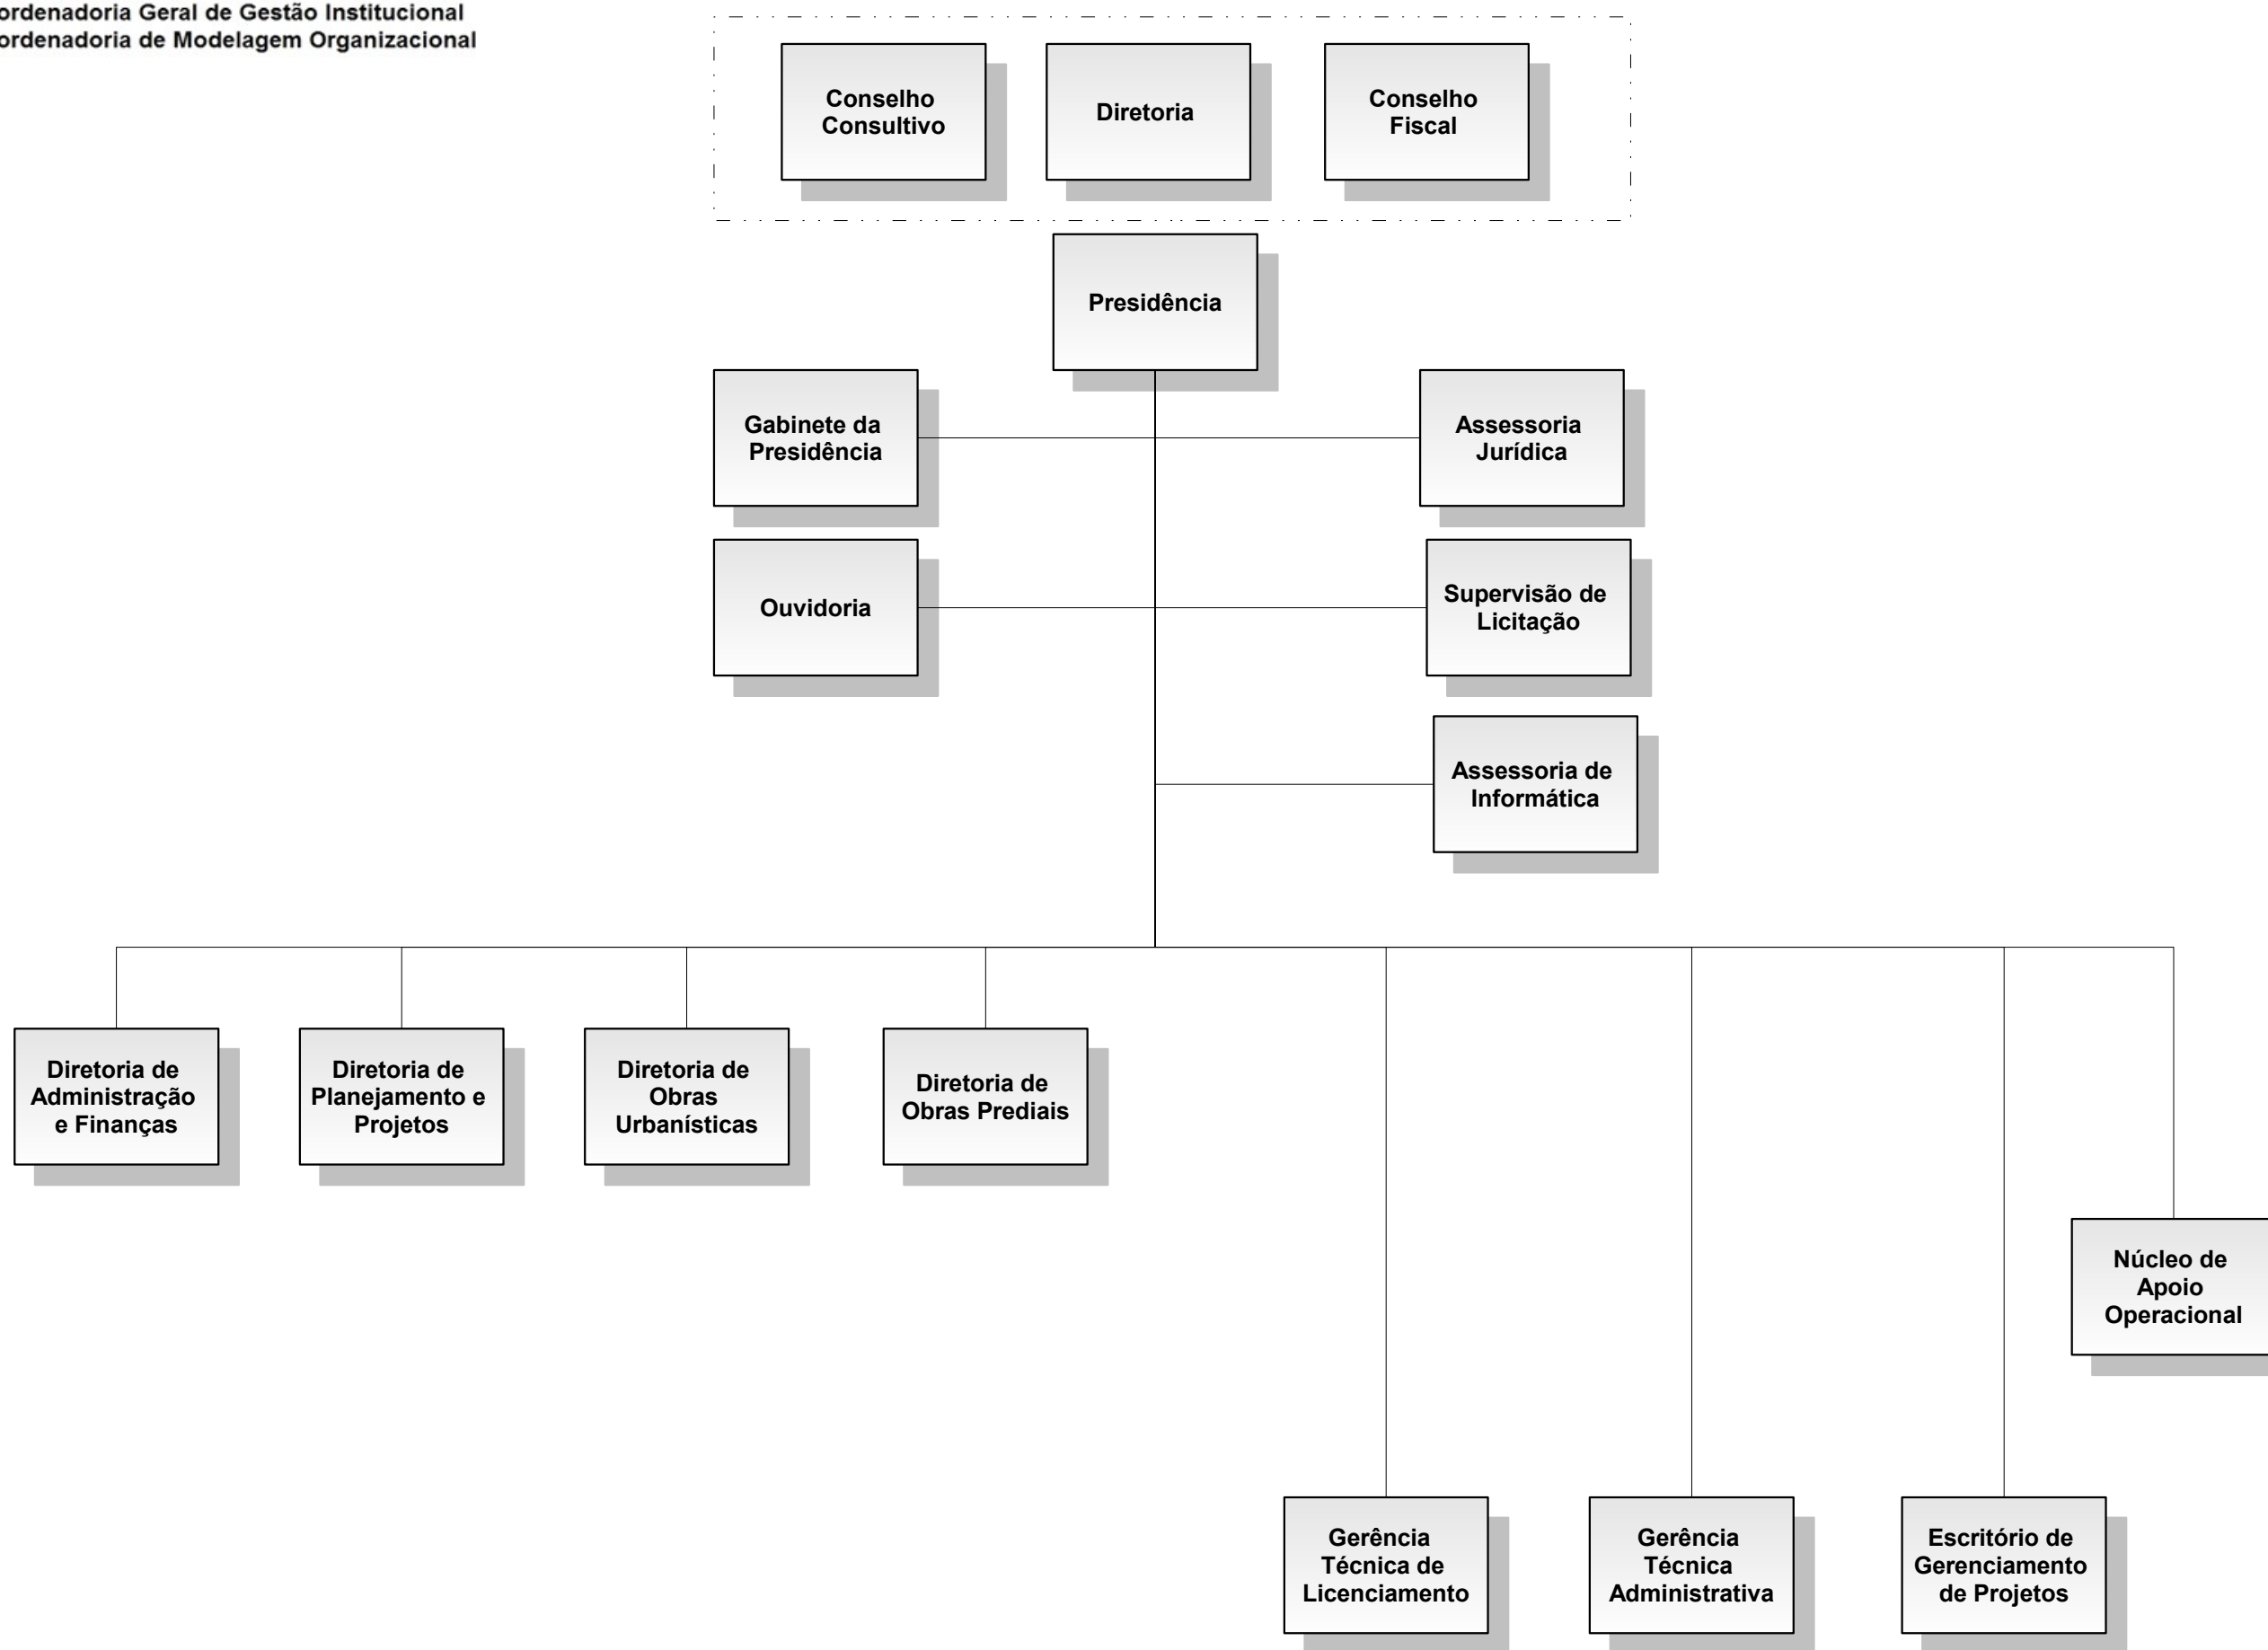 ordenadoria Geral de Gestão Institucional
ordenadoria de Modelagem Organizacional
Conselho
Consultivo
Diretoria
Conselho
Fiscal
Presidência
Gabinete da
Presidência
Assessoria
Jurídica
Ouvidoria
Supervisão de
Licitação
Assessoria de
Informática
Diretoria de
Administração
e Finanças
Diretoria de
Planejamento e
Projetos
Diretoria de
Obras
Urbanísticas
Diretoria de
Obras Prediais
Núcleo de
Apoio
Operacional
Gerência
Técnica de
Licenciamento
Gerência
Técnica
Administrativa
Escritório de
Gerenciamento
de Projetos